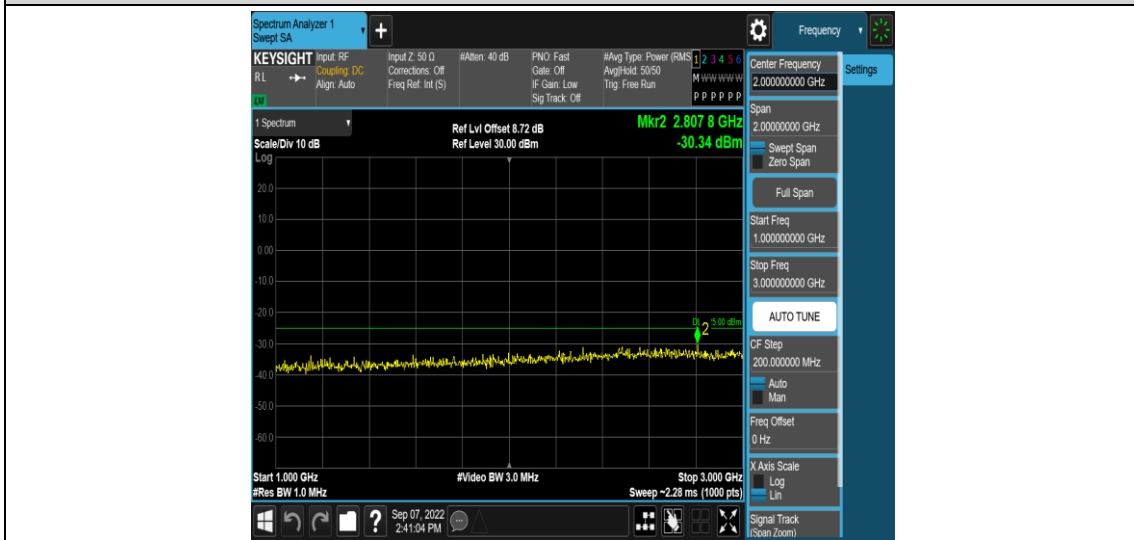 Spectrum Analyzer 1
Swept SA
+
Frequency
KEYSIGHT
RL
Input: RF
Coupling: DC
Align: Auto
Input Z: 50 Ω
Corrections: Off
Freq Ref: Int (S)
#Atten: 40 dB
PNO: Fast
Gate: Off
IF Gain: Low
Sig Track: Off
#Avg Type: Power (RMS
Avg|Hold: 50/50
Trig: Free Run
1 2 3 4 5 6
M W W W W W
P P P P P P
1 Spectrum
Scale/Div 10 dB
Log
Ref Lvl Offset 8.72 dB
Ref Level 30.00 dBm
Mkr2 2.807 8 GHz
-30.34 dBm
20.0
10.0
0.00
-10.0
-20.0
-30.0
-40.0
-50.0
-60.0
2
5.00 dBm
Start 1.000 GHz
#Res BW 1.0 MHz
#Video BW 3.0 MHz
Stop 3.000 GHz
Sweep ~2.28 ms (1000 pts)
?
Sep 07, 2022
2:41:04 PM
Center Frequency
2.000000000 GHz
Settings
Span
2.00000000 GHz
Swept Span
Zero Span
Full Span
Start Freq
1.000000000 GHz
Stop Freq
3.000000000 GHz
AUTO TUNE
CF Step
200.000000 MHz
Auto
Man
Freq Offset
0 Hz
X Axis Scale
Log
Lin
Signal Track
(Span Zoom)